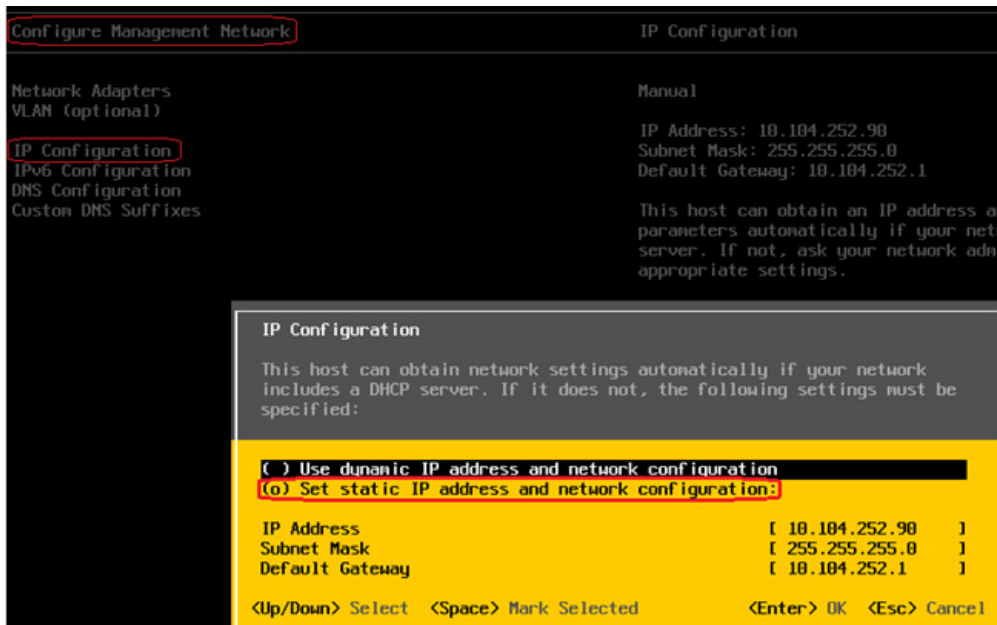 Configure Management Network
IP Configuration
Network Adapters
VLAN (optional)
IP Configuration
IPv6 Configuration
DNS Configuration
Custom DNS Suffixes
Manual
IP Address: 10.104.252.90
Subnet Mask: 255.255.255.0
Default Gateway: 10.104.252.1
This host can obtain an IP address a
parameters automatically if your net
server. If not, ask your network adm
appropriate settings.
IP Configuration
This host can obtain network settings automatically if your network
includes a DHCP server. If it does not, the following settings must be
specified:
( ) Use dynamic IP address and network configuration
(o) Set static IP address and network configuration:
IP Address [ 10.104.252.90 ]
Subnet Mask [ 255.255.255.0 ]
Default Gateway [ 10.104.252.1 ]
<Up/Down> Select <Space> Mark Selected <Enter> OK <Esc> Cancel